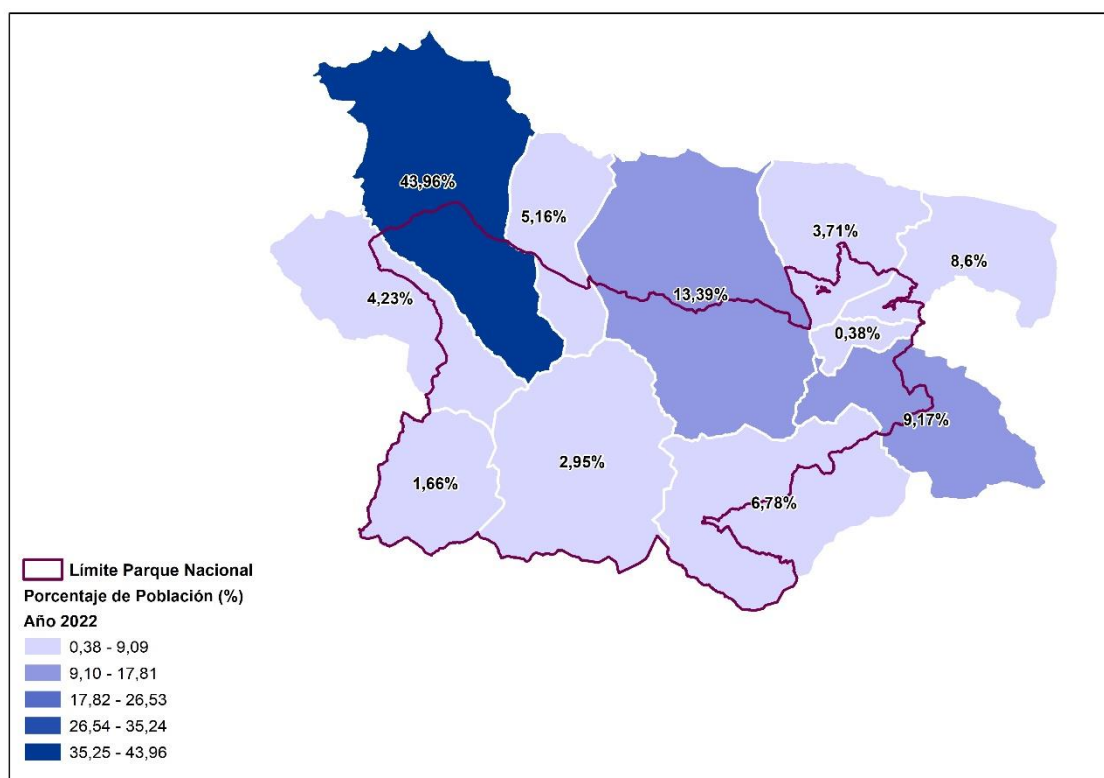 43,96%
5,16%
3,71%
8,6%
4,23%
13,39%
0,38%
9,17%
2,95%
1,66%
6,78%
Límite Parque Nacional
Porcentaje de Población (%)
Año 2022
0,38 - 9,09
9,10 - 17,81
17,82 - 26,53
26,54 - 35,24
35,25 - 43,96